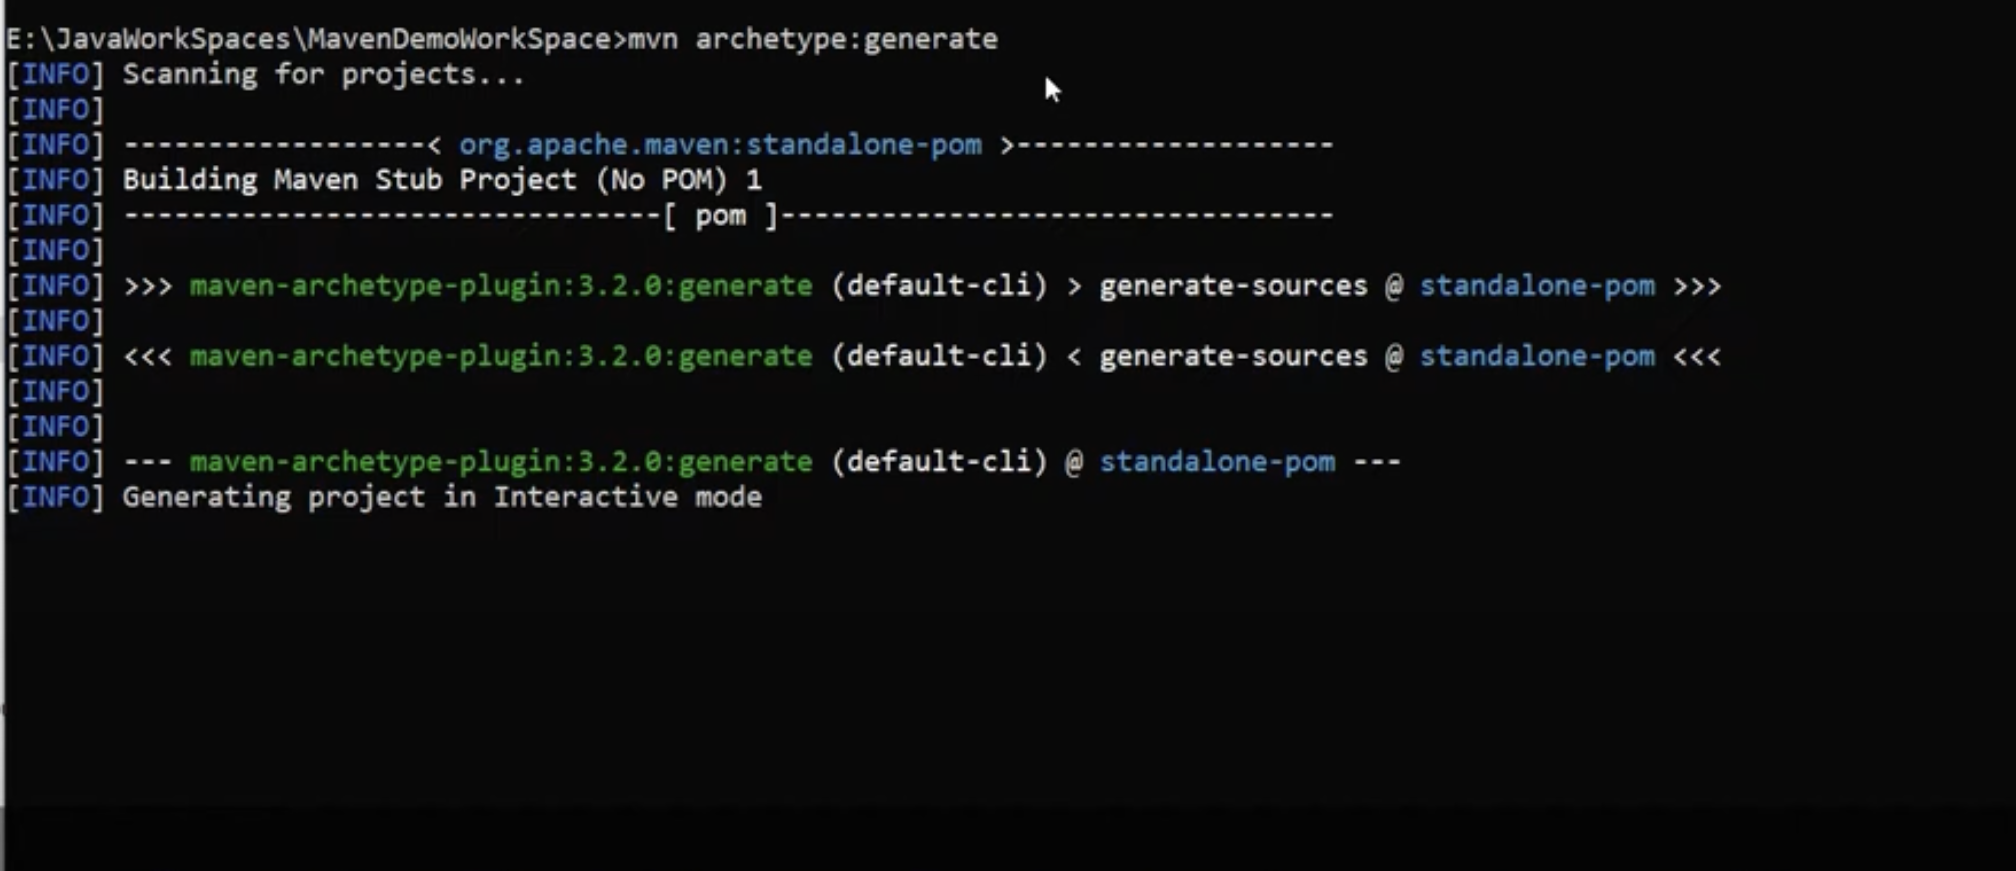 E:\JavaWorkSpaces\MavenDemoWorkSpace>mvn archetype:generate
[INFO] Scanning for projects...
[INFO]
[INFO] ------------------< org.apache.maven:standalone-pom >-------------------
[INFO] Building Maven Stub Project (No POM) 1
[INFO] --------------------------------[ pom ]---------------------------------
[INFO]
[INFO] >>> maven-archetype-plugin:3.2.0:generate (default-cli) > generate-sources @ standalone-pom >>>
[INFO]
[INFO] <<< maven-archetype-plugin:3.2.0:generate (default-cli) < generate-sources @ standalone-pom <<<
[INFO]
[INFO]
[INFO] --- maven-archetype-plugin:3.2.0:generate (default-cli) @ standalone-pom ---
[INFO] Generating project in Interactive mode